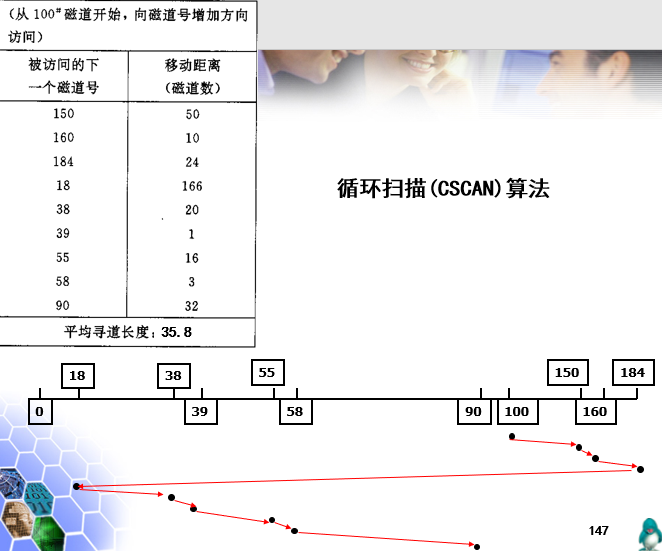 (从100#磁道开始,向磁道号增加方向
访问)
被访问的下
一个磁道号
移动距离
(磁道数)
150 50
160 10
184 24
18 166
38 20
39 1
55 16
58 3
90 32
平均寻道长度:35.8
循环扫描(CSCAN)算法
18 38 55 150 184
0 39 58 90 100 160
147